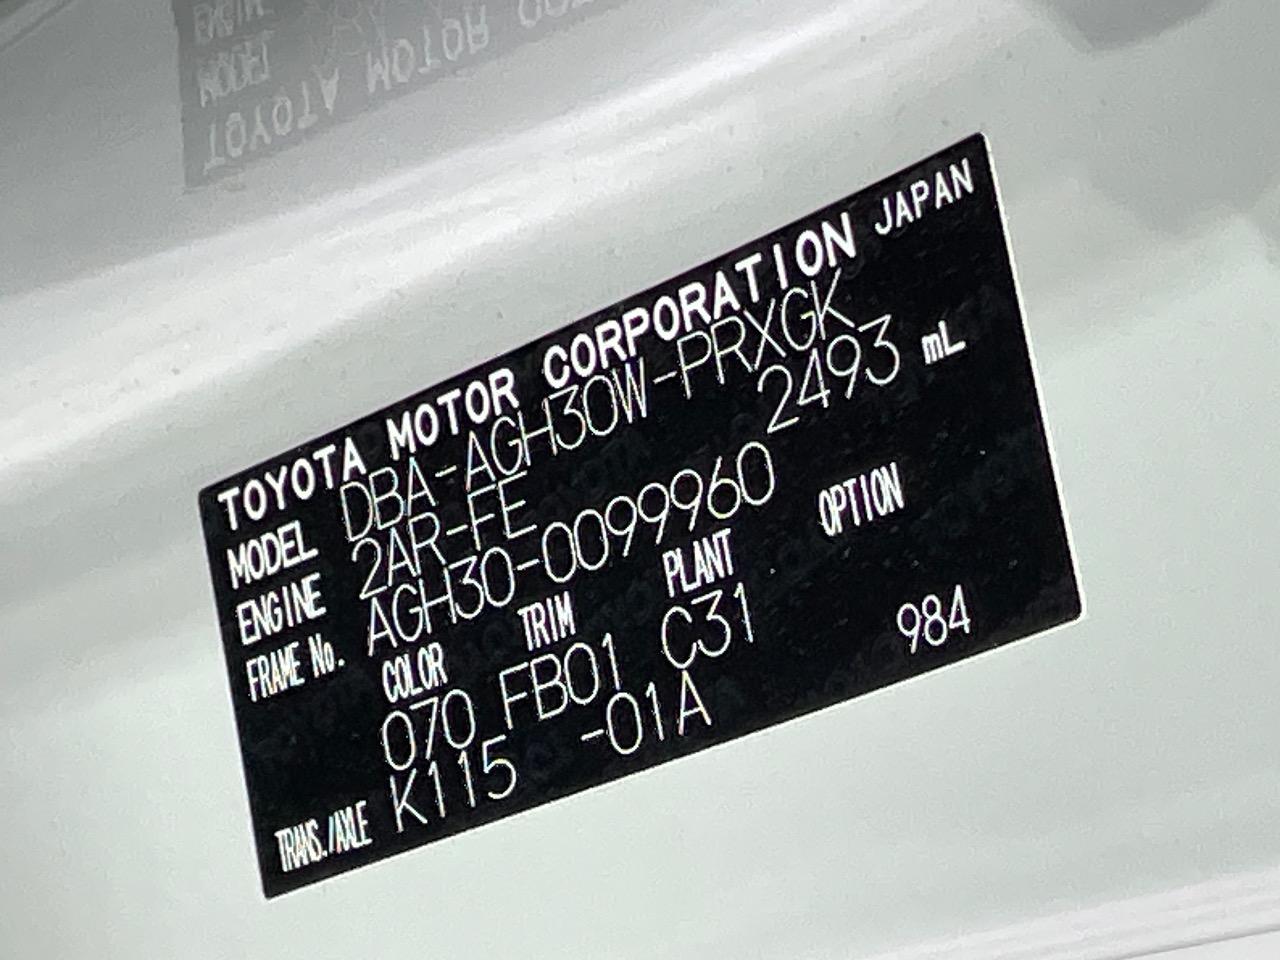 TOYOTA MOTOR CORPORATION JAPAN
MODEL DBA-AGH30W-PRXGK
ENGINE 2AR-FE 2493 mL
FRAME No. AGH30-0099960
COLOR TRIM PLANT OPTION
070 FB01 C31 984
TRANS./AXLE K115 -01A